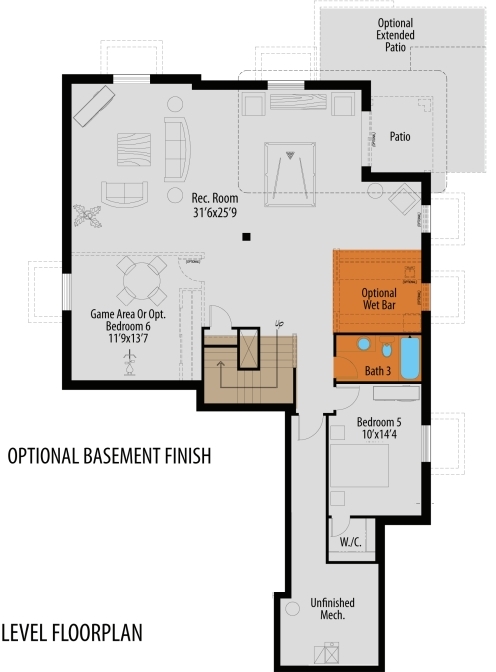 Optional
Extended
Patio
Patio
Rec. Room
31'6x25'9
Optional
Wet Bar
Game Area Or Opt.
Bedroom 6
11'9x13'7
Up
Bath 3
Bedroom 5
10'x14'4
OPTIONAL BASEMENT FINISH
W./C.
Unfinished
Mech.
LEVEL FLOORPLAN